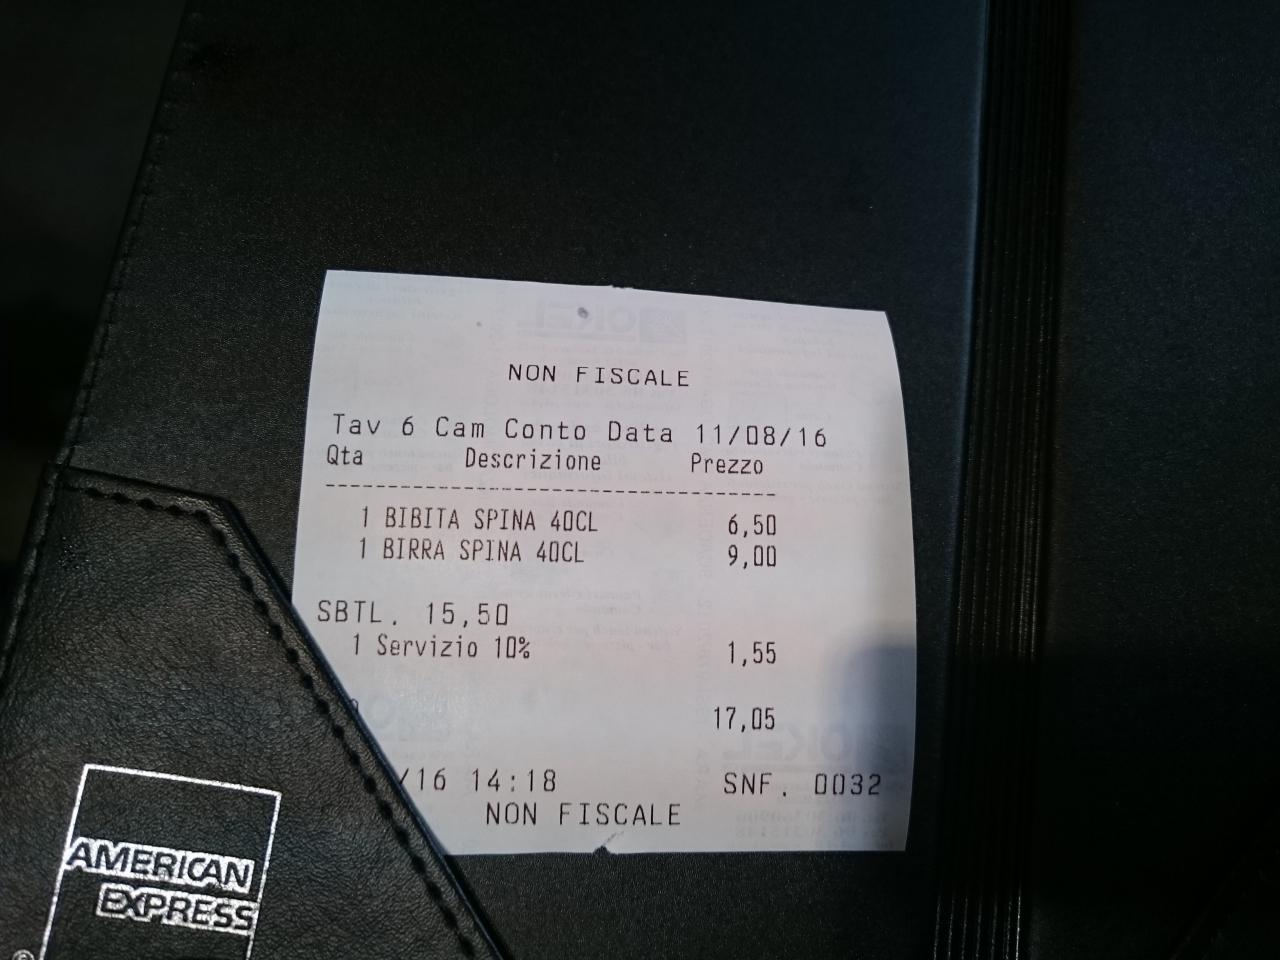 NON FISCALE
Tav 6 Cam Conto Data 11/08/16
Qta Descrizione Prezzo
1 BIBITA SPINA 40CL 6,50
1 BIRRA SPINA 40CL 9,00
SBTL. 15,50
1 Servizio 10% 1,55
17,05
/16 14:18 SNF. 0032
NON FISCALE
AMERICAN
EXPRESS
©